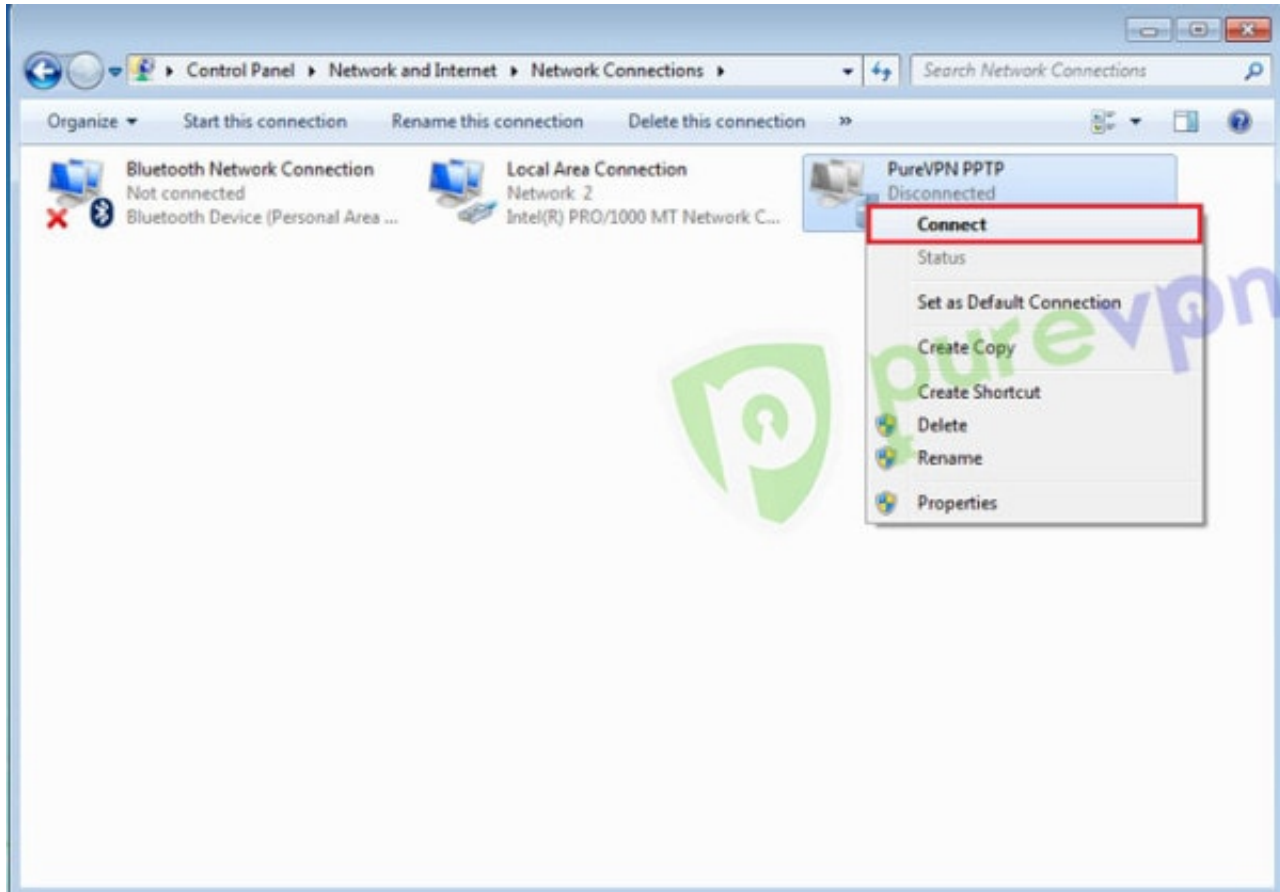 Control Panel ▸ Network and Internet ▸ Network Connections ▸
Search Network Connections
Organize
Start this connection
Rename this connection
Delete this connection
»
Bluetooth Network Connection
Not connected
Bluetooth Device (Personal Area ...
Local Area Connection
Network 2
Intel(R) PRO/1000 MT Network C...
PureVPN PPTP
Disconnected
Connect
Status
Set as Default Connection
Create Copy
Create Shortcut
Delete
Rename
Properties
purevpn